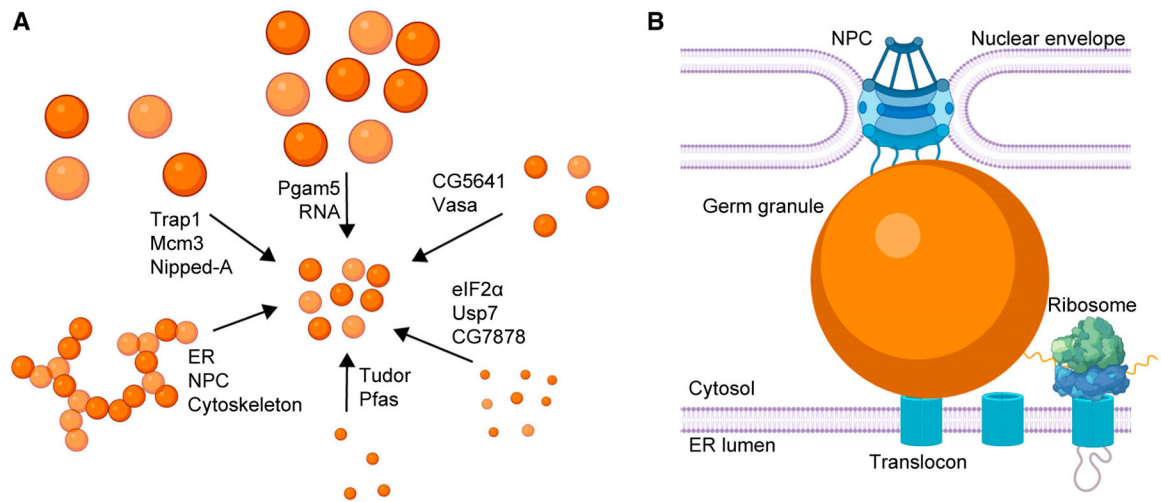 A
Pgam5
RNA
CG5641
Vasa
Trap1
Mcm3
Nipped-A
eIF2α
Usp7
CG7878
ER
NPC
Cytoskeleton
Tudor
Pfas
B
NPC
Nuclear envelope
Germ granule
Ribosome
Cytosol
ER lumen
Translocon